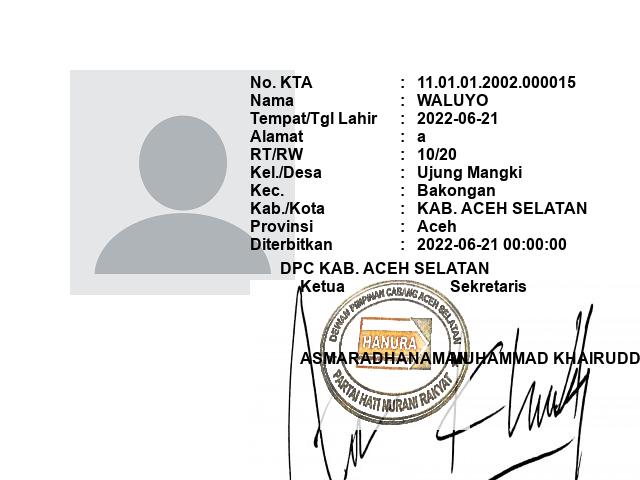 No. KTA : 11.01.01.2002.000015
Nama : WALUYO
Tempat/Tgl Lahir : 2022-06-21
Alamat : a
RT/RW : 10/20
Kel./Desa : Ujung Mangki
Kec. : Bakongan
Kab./Kota : KAB. ACEH SELATAN
Provinsi : Aceh
Diterbitkan : 2022-06-21 00:00:00
DPC KAB. ACEH SELATAN
Ketua Sekretaris
DEWAN PIMPINAN CABANG ACEH SELATAN
HANURA
ASMARADHANAMAN MUHAMMAD KHAIRUDD
PARTAI HATI NURANI RAKYAT